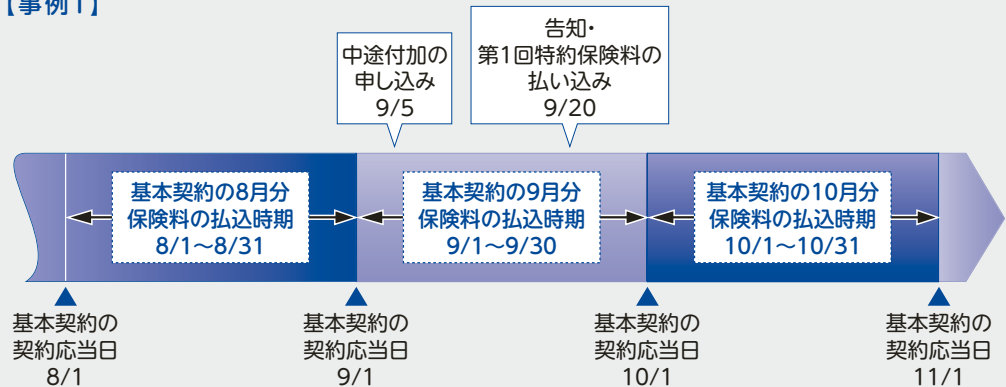 【事例1】
中途付加の
申し込み
9/5
告知・
第1回特約保険料の
払い込み
9/20
基本契約の8月分
保険料の払込時期
8/1〜8/31
基本契約の9月分
保険料の払込時期
9/1〜9/30
基本契約の10月分
保険料の払込時期
10/1〜10/31
基本契約の
契約応当日
8/1
基本契約の
契約応当日
9/1
基本契約の
契約応当日
10/1
基本契約の
契約応当日
11/1